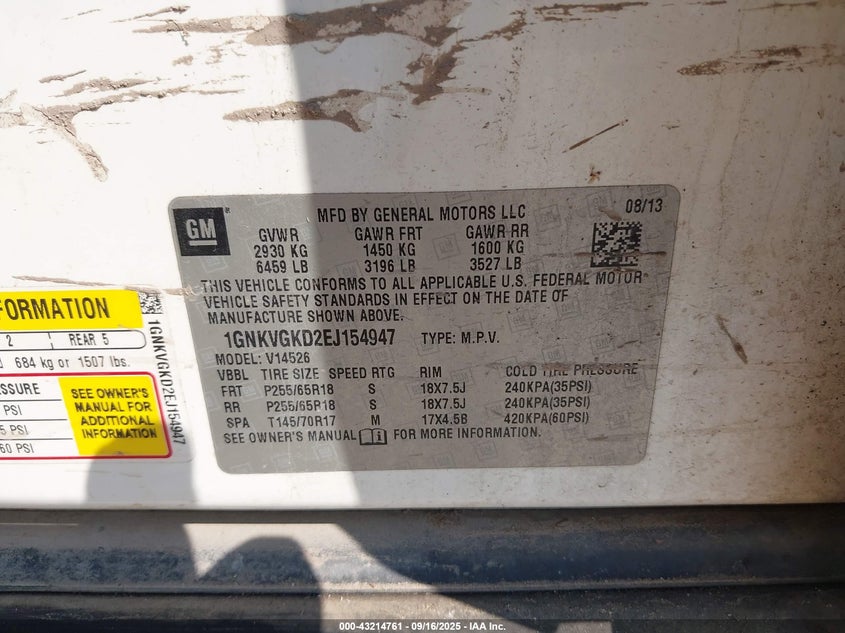 GM
®
MFD BY GENERAL MOTORS LLC
08/13
GVWR GAWR FRT GAWR RR
2930 KG 1450 KG 1600 KG
6459 LB 3196 LB 3527 LB
THIS VEHICLE CONFORMS TO ALL APPLICABLE U.S. FEDERAL MOTOR
VEHICLE SAFETY STANDARDS IN EFFECT ON THE DATE OF
MANUFACTURE SHOWN ABOVE.
1GNKVGKD2EJ154947 TYPE: M.P.V.
MODEL: V14526
VBBL TIRE SIZE SPEED RTG RIM COLD TIRE PRESSURE
FRT P255/65R18 S 18X7.5J 240KPA(35PSI)
RR P255/65R18 S 18X7.5J 240KPA(35PSI)
SPA T145/70R17 M 17X4.5B 420KPA(60PSI)
SEE OWNER'S MANUAL FOR MORE INFORMATION.
FORMATION
2 REAR 5
684 kg or 1507 lbs.
SSURE
PSI
5 PSI
60 PSI
SEE OWNER'S
MANUAL FOR
ADDITIONAL
INFORMATION
1GNKVGKD2EJ154947
000-43214761 - 09/16/2025 - IAA Inc.